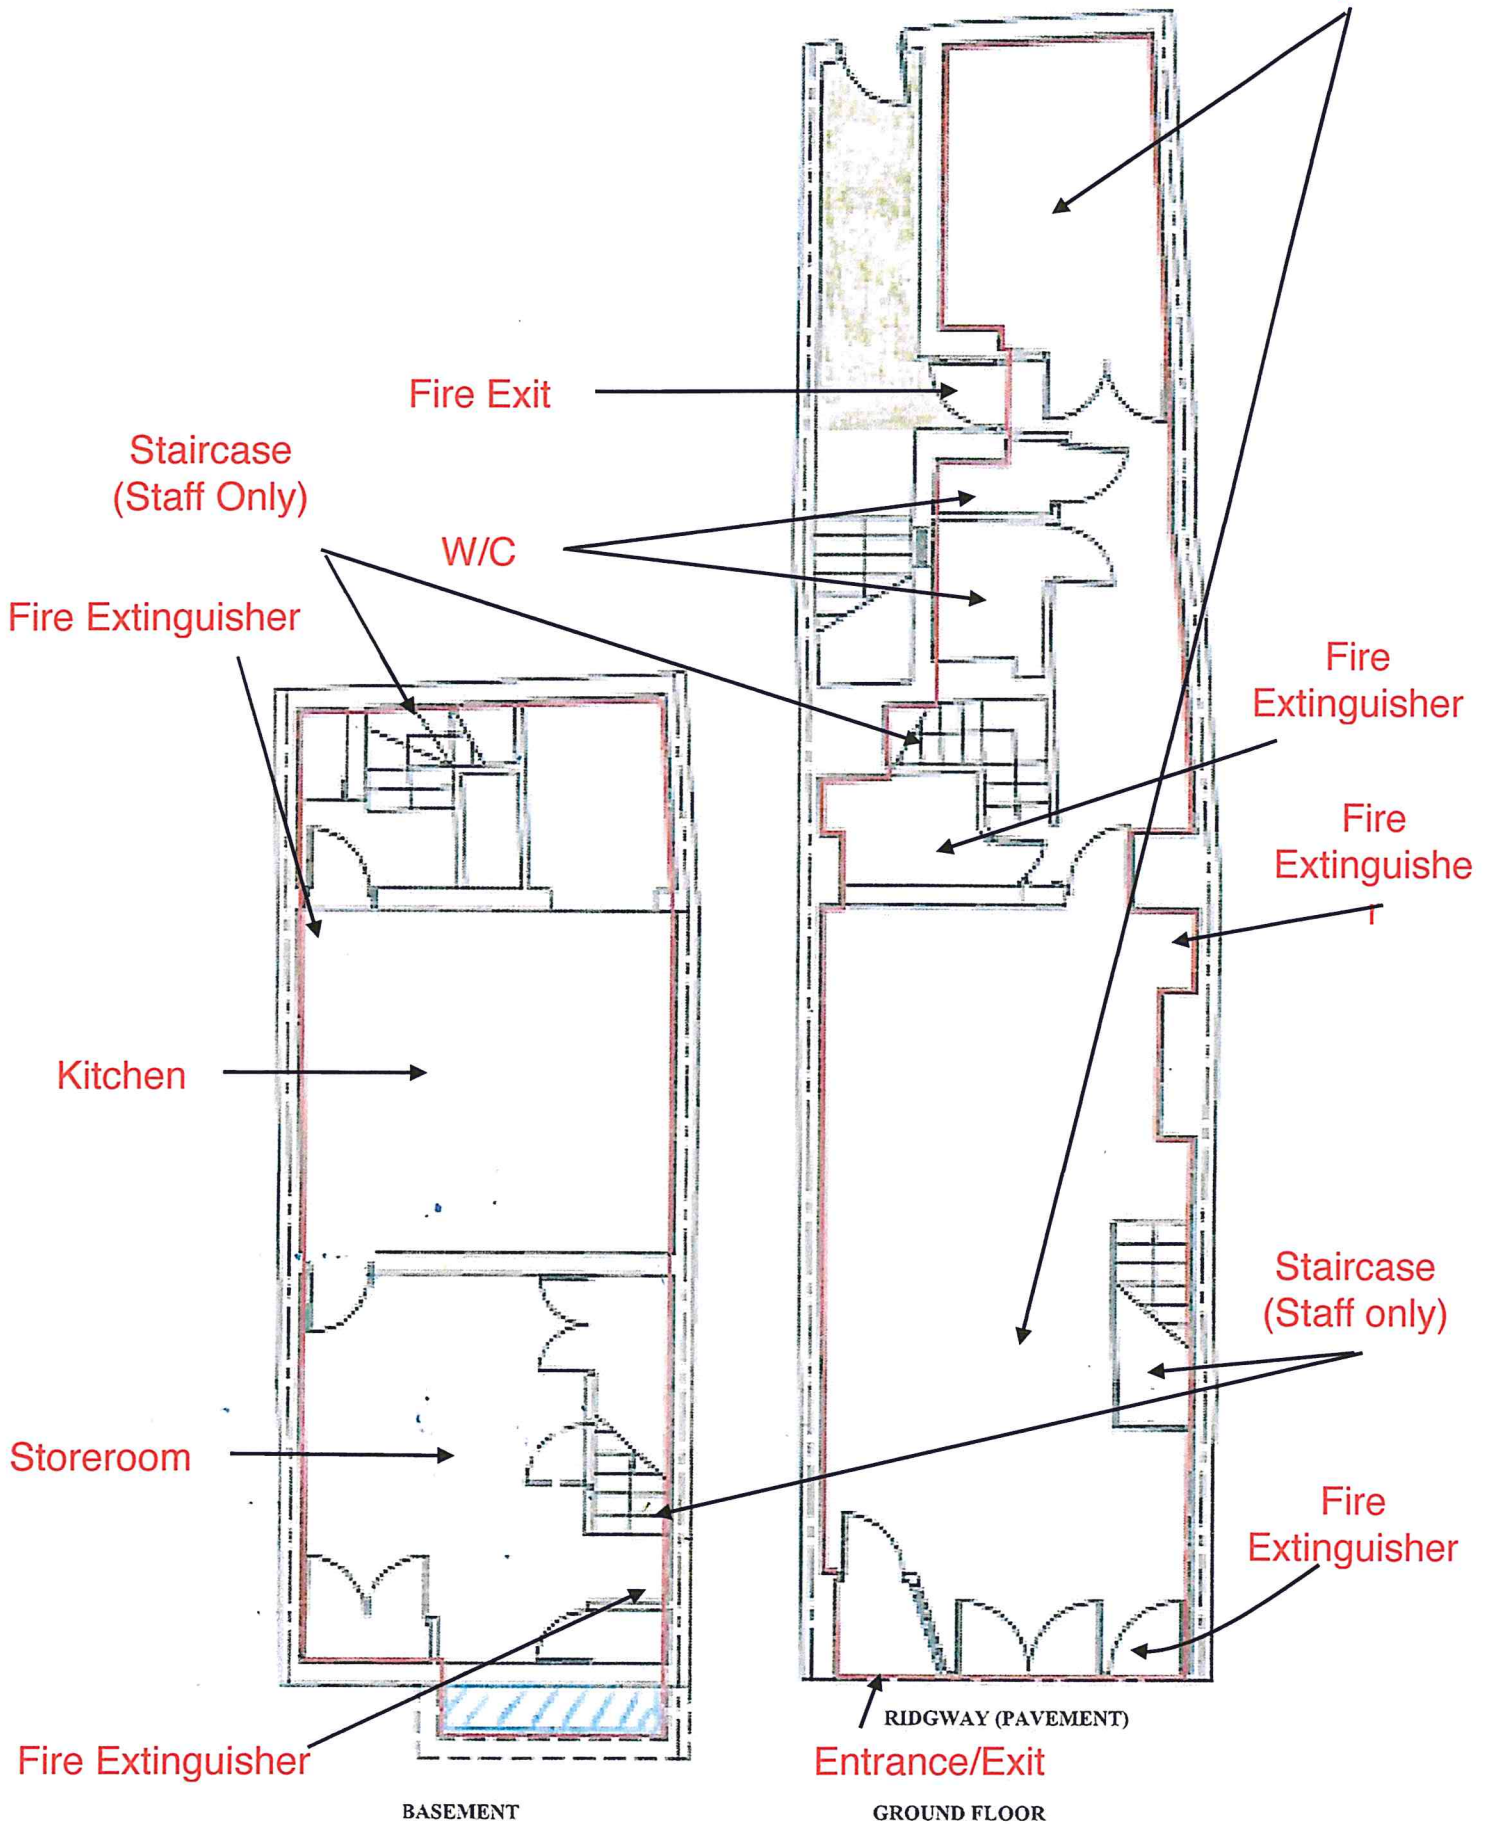 Fire Exit
Staircase
(Staff Only)
W/C
Fire Extinguisher
Fire
Extinguisher
Fire
Extinguishe
r
Kitchen
Staircase
(Staff only)
Storeroom
Fire
Extinguisher
RIDGWAY (PAVEMENT)
Fire Extinguisher
Entrance/Exit
BASEMENT
GROUND FLOOR